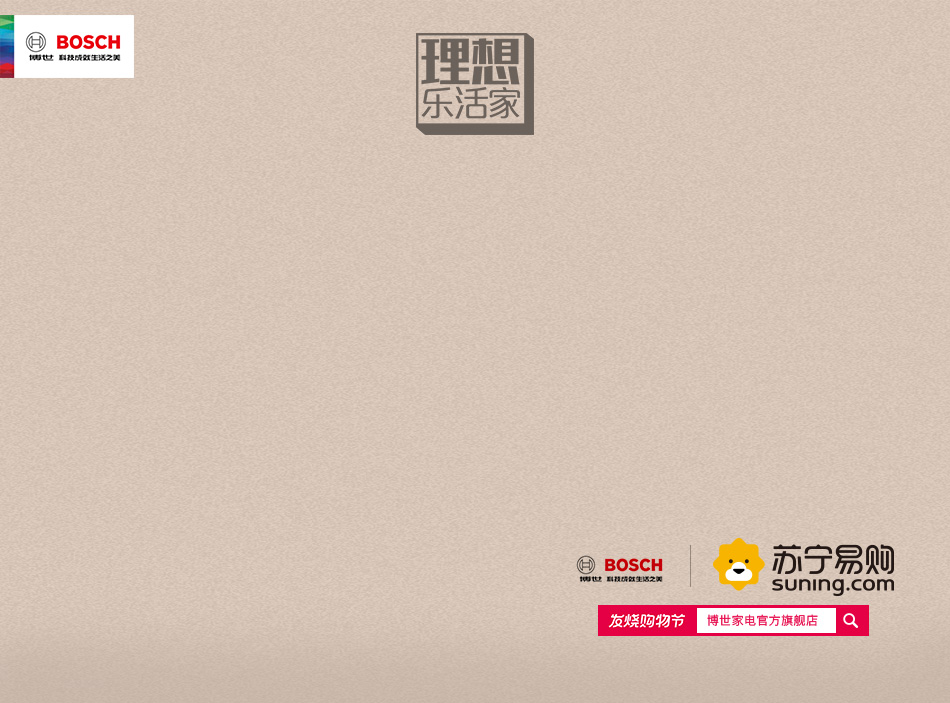 BOSCH
博世 科技成就生活之美
理想
乐活家
BOSCH
博世 科技成就生活之美
苏宁易购
suning.com
发烧购物节
博世家电官方旗舰店